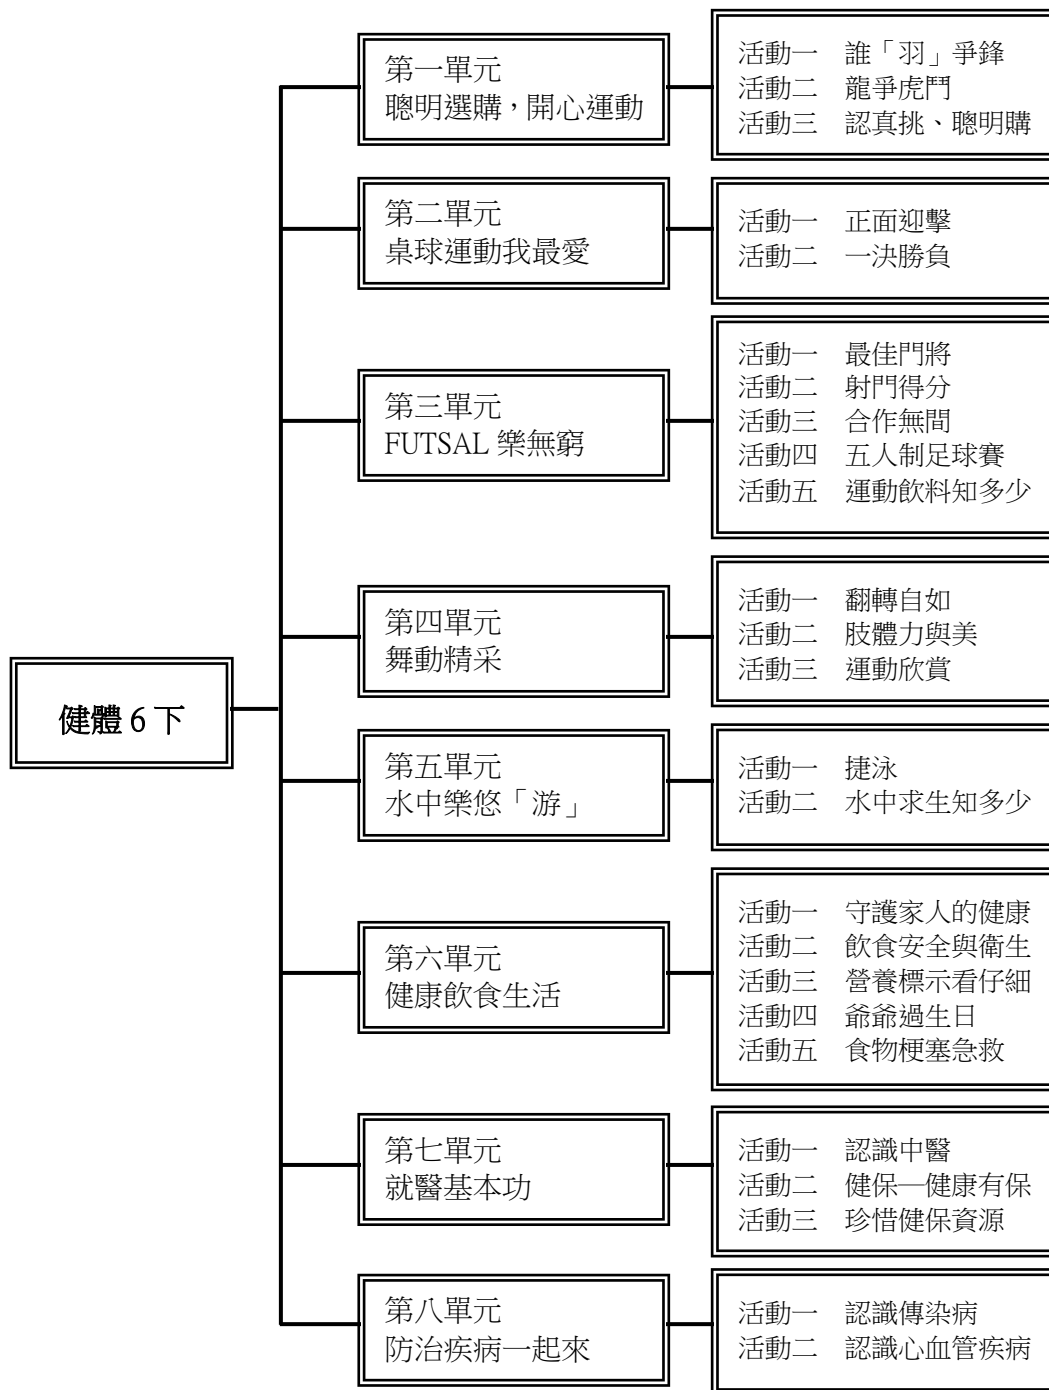 健體 6 下
第一單元
聰明選購，開心運動
活動一　誰「羽」爭鋒
活動二　龍爭虎鬥
活動三　認真挑、聰明購
第二單元
桌球運動我最愛
活動一　正面迎擊
活動二　一決勝負
第三單元
FUTSAL 樂無窮
活動一　最佳門將
活動二　射門得分
活動三　合作無間
活動四　五人制足球賽
活動五　運動飲料知多少
第四單元
舞動精采
活動一　翻轉自如
活動二　肢體力與美
活動三　運動欣賞
第五單元
水中樂悠「游」
活動一　捷泳
活動二　水中求生知多少
第六單元
健康飲食生活
活動一　守護家人的健康
活動二　飲食安全與衛生
活動三　營養標示看仔細
活動四　爺爺過生日
活動五　食物梗塞急救
第七單元
就醫基本功
活動一　認識中醫
活動二　健保—健康有保
活動三　珍惜健保資源
第八單元
防治疾病一起來
活動一　認識傳染病
活動二　認識心血管疾病